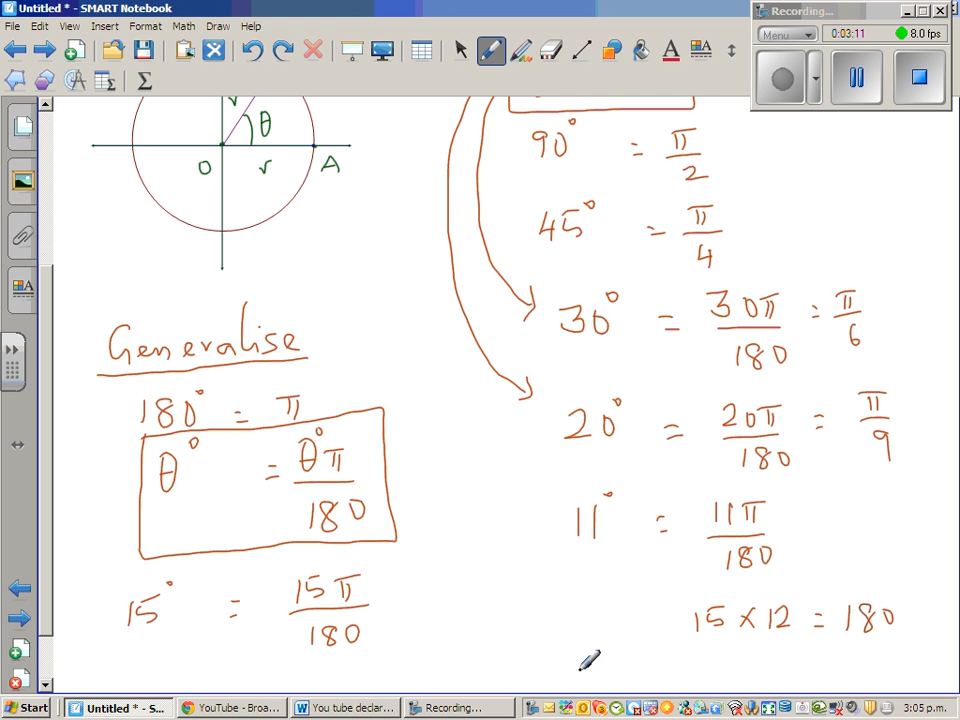 Untitled * - SMART Notebook
File Edit View Insert Format Math Draw Help
Recording...
Menu
0:03:11
8.0 fps
r
θ
O r A
90° = π/2
45° = π/4
30° = 30π/180 = π/6
20° = 20π/180 = π/9
11° = 11π/180
15 × 12 = 180
Generalise
180° = π
θ° = θ°π/180
15° = 15π/180
Start
Untitled * - S...
YouTube - Broa...
You tube declar...
Recording...
3:05 p.m.